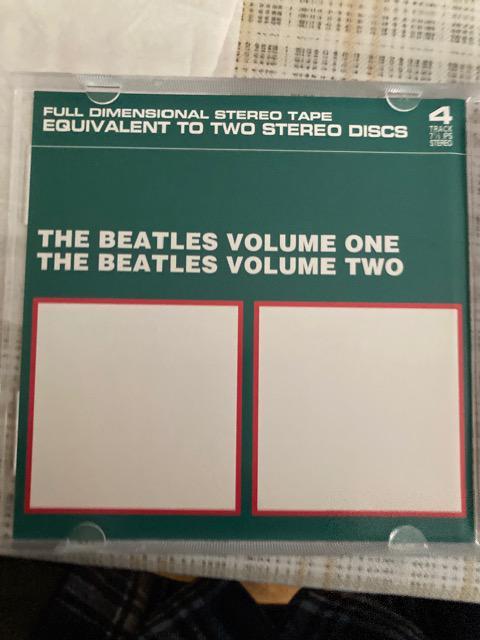 FULL DIMENSIONAL STEREO TAPE
EQUIVALENT TO TWO STEREO DISCS
4
TRACK
7½ IPS
STEREO
THE BEATLES VOLUME ONE
THE BEATLES VOLUME TWO